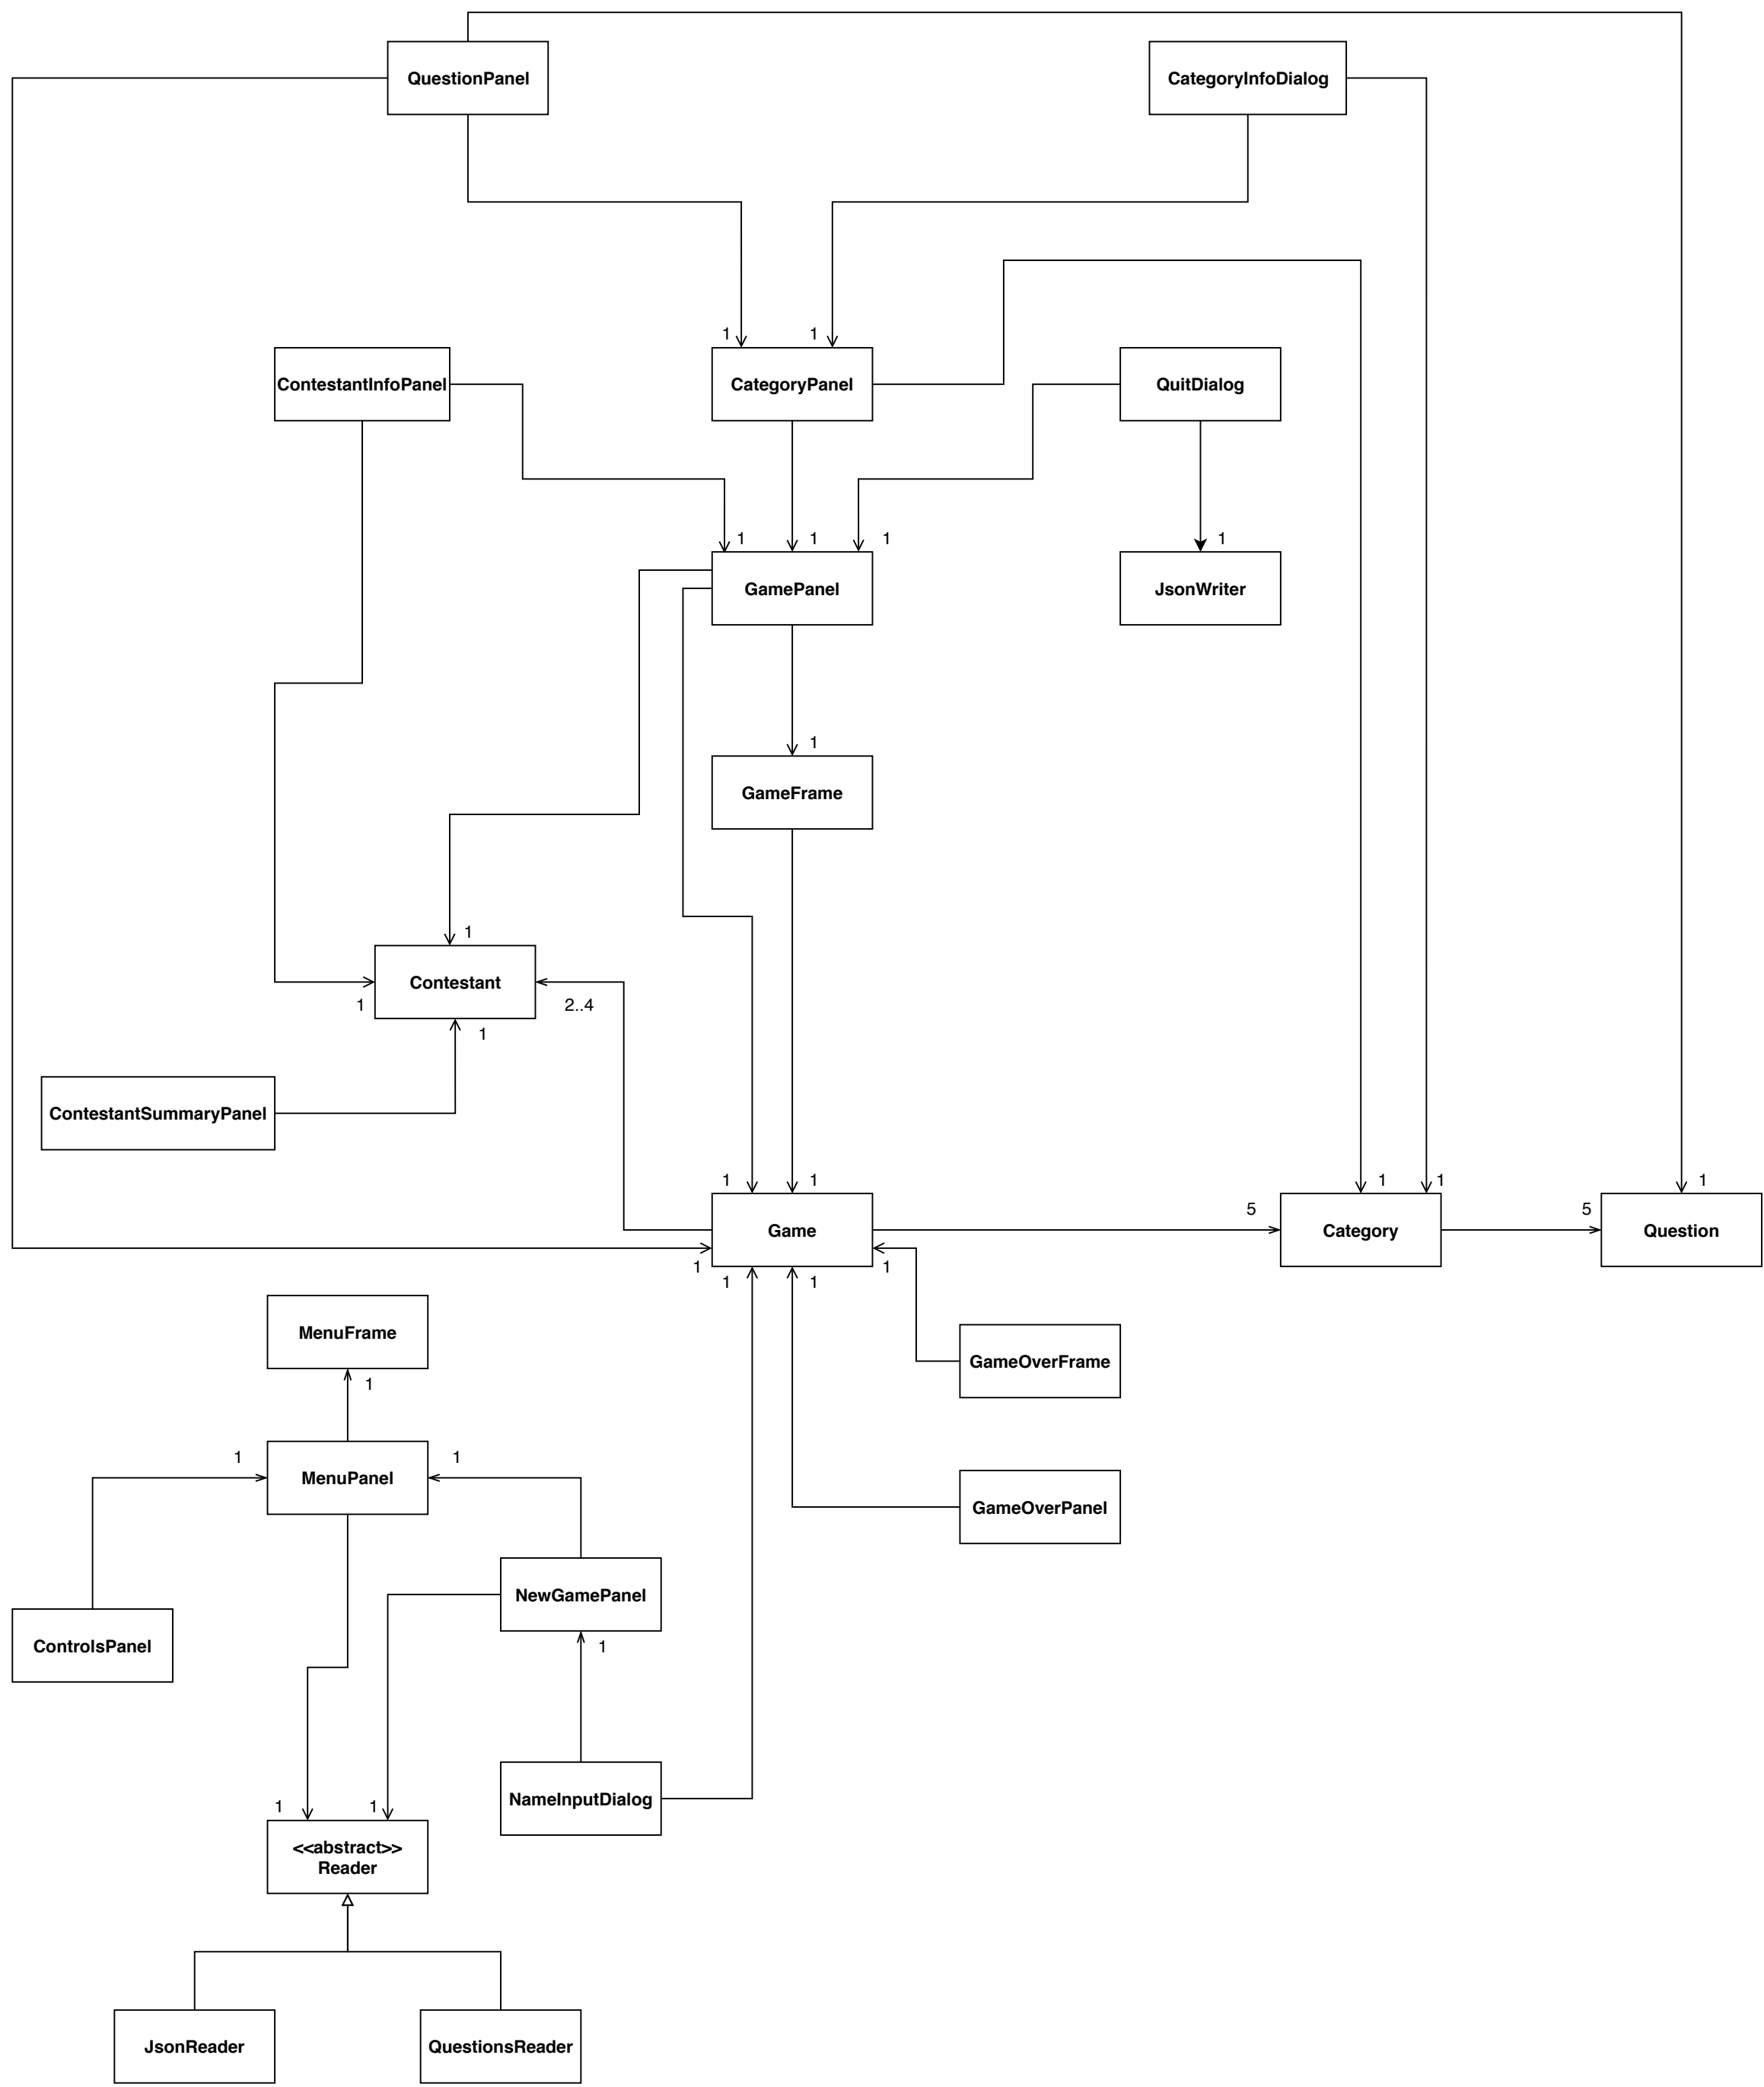 QuestionPanel
CategoryInfoDialog
1
1
ContestantInfoPanel
CategoryPanel
QuitDialog
1
1
1
1
GamePanel
JsonWriter
1
GameFrame
1
Contestant
1
2..4
1
ContestantSummaryPanel
1
1
1
1
1
5
5
Game
Category
Question
1
1
1
1
MenuFrame
GameOverFrame
1
1
1
MenuPanel
GameOverPanel
NewGamePanel
ControlsPanel
1
NameInputDialog
1
1
<<abstract>>
Reader
JsonReader
QuestionsReader